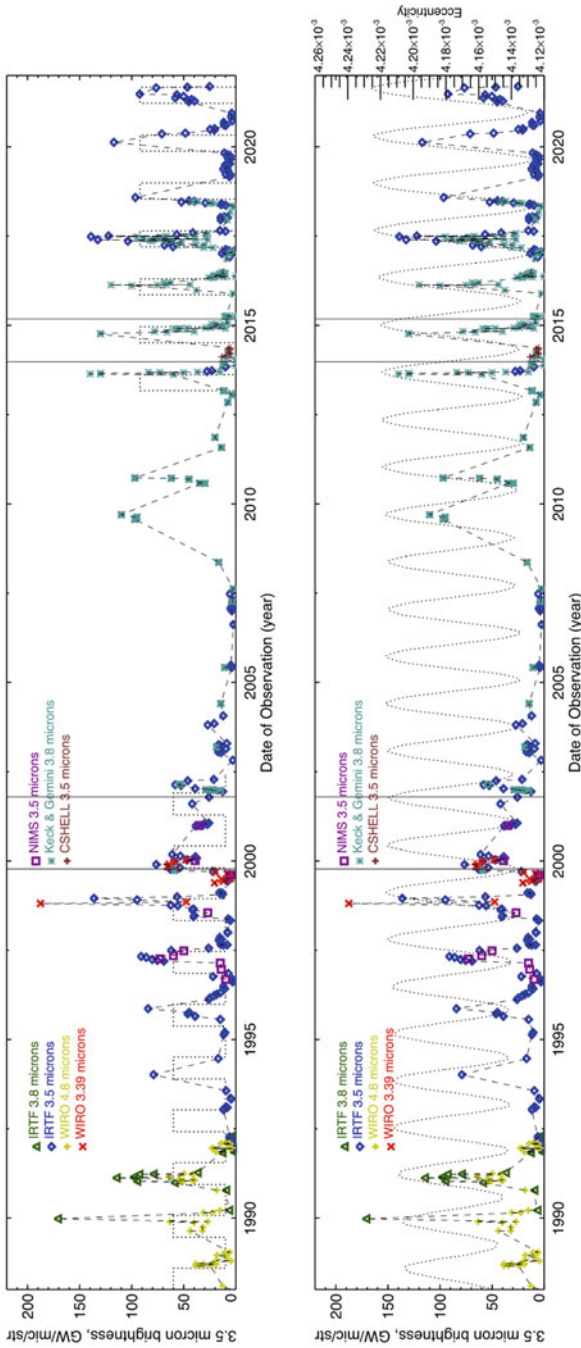 3.5 micron brightness, GW/mic/str
200
150
100
50
0
IRTF 3.8 microns
IRTF 3.5 microns
WIRO 4.8 microns
WIRO 3.39 microns
NIMS 3.5 microns
Keck & Gemini 3.8 microns
CSHELL 3.5 microns
1990
1995
2000
2005
2010
2015
2020
Date of Observation (year)
3.5 micron brightness, GW/mic/str
200
150
100
50
0
IRTF 3.8 microns
IRTF 3.5 microns
WIRO 4.8 microns
WIRO 3.39 microns
NIMS 3.5 microns
Keck & Gemini 3.8 microns
CSHELL 3.5 microns
1990
1995
2000
2005
2010
2015
2020
Date of Observation (year)
4.26×10⁻³
4.24×10⁻³
4.22×10⁻³
4.20×10⁻³
4.18×10⁻³
4.16×10⁻³
4.14×10⁻³
4.12×10⁻³
Eccentricity